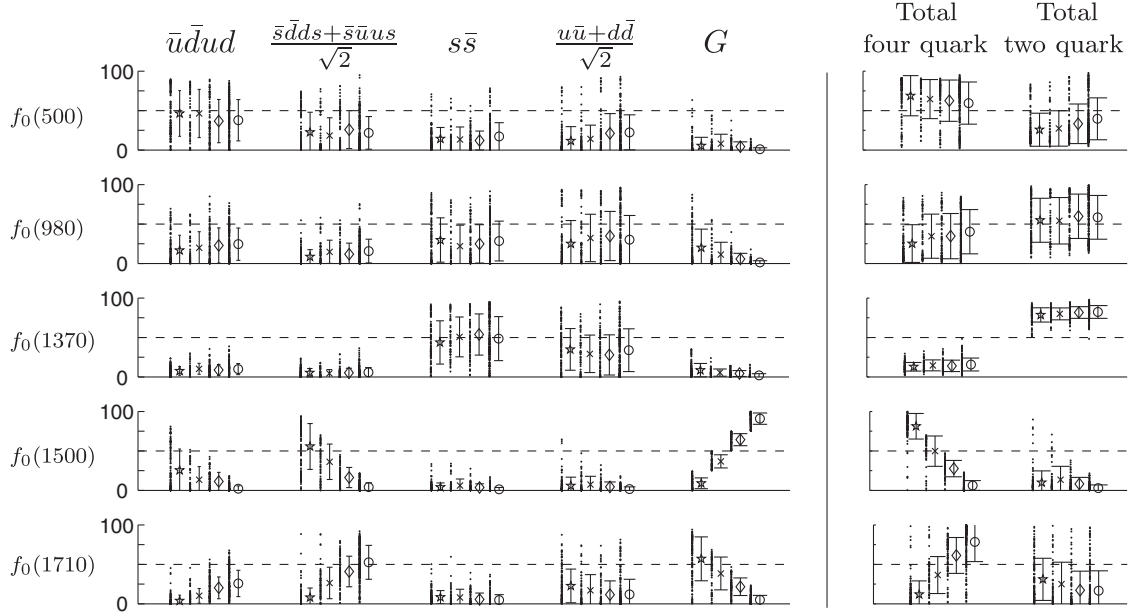 Total Total
ūd̄ud (s̄d̄ds+s̄ūus)/√2 ss̄ (uū+dd̄)/√2 G four quark two quark
100
f₀(500)
0
100
f₀(980)
0
100
f₀(1370)
0
100
f₀(1500)
0
100
f₀(1710)
0